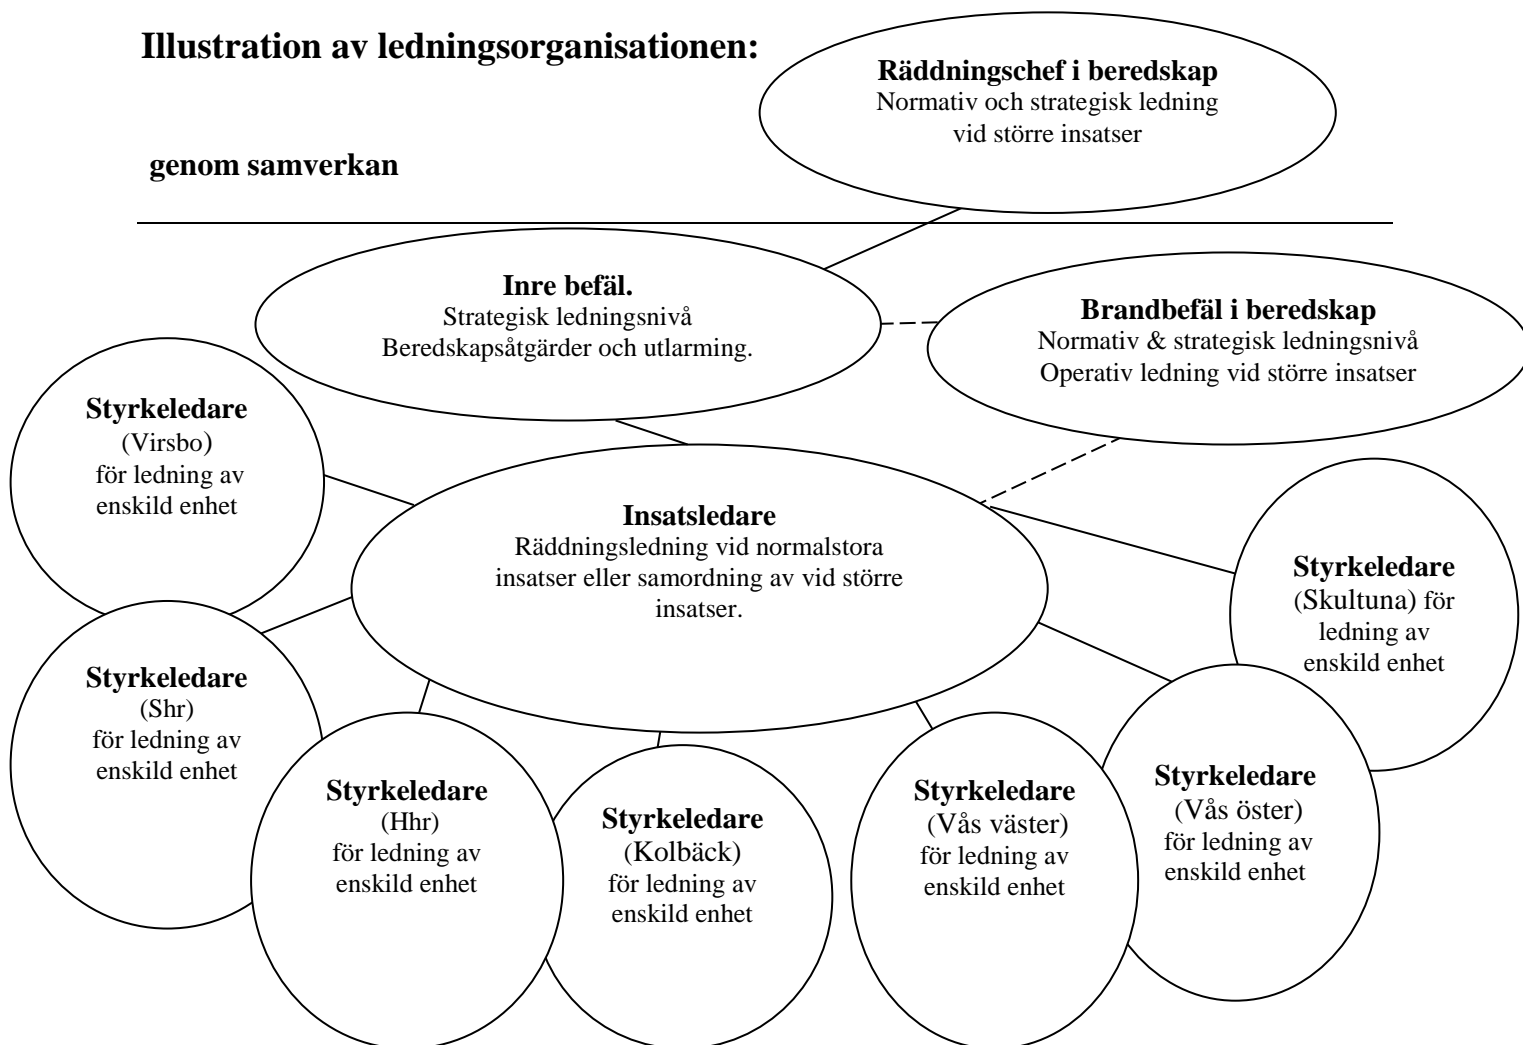 Illustration av ledningsorganisationen:
Räddningschef i beredskap
Normativ och strategisk ledning
vid större insatser
genom samverkan
Inre befäl.
Strategisk ledningsnivå
Beredskapsåtgärder och utlarming.
Brandbefäl i beredskap
Normativ & strategisk ledningsnivå
Operativ ledning vid större insatser
Styrkeledare
(Virsbo)
för ledning av
enskild enhet
Insatsledare
Räddningsledning vid normalstora
insatser eller samordning av vid större
insatser.
Styrkeledare
(Skultuna) för
ledning av
enskild enhet
Styrkeledare
(Shr)
för ledning av
enskild enhet
Styrkeledare
(Hhr)
för ledning av
enskild enhet
Styrkeledare
(Kolbäck)
för ledning av
enskild enhet
Styrkeledare
(Vås väster)
för ledning av
enskild enhet
Styrkeledare
(Vås öster)
för ledning av
enskild enhet